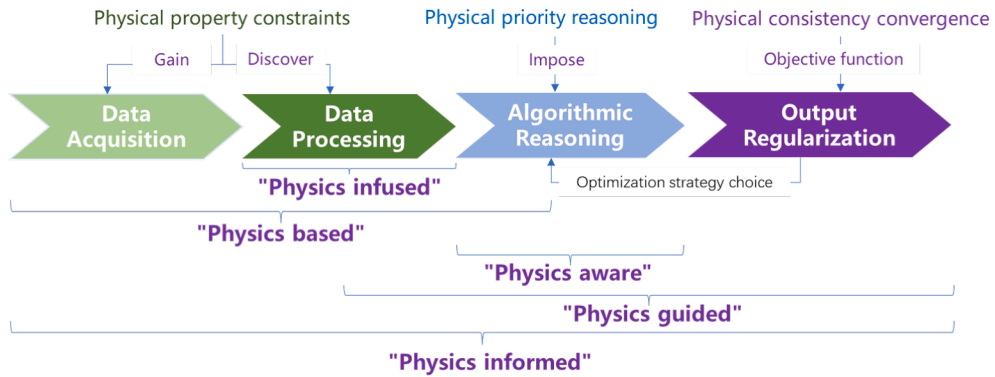 Physical property constraints
Physical priority reasoning
Physical consistency convergence
Gain
Discover
Impose
Objective function
Data
Acquisition
Data
Processing
Algorithmic
Reasoning
Output
Regularization
Optimization strategy choice
"Physics infused"
"Physics based"
"Physics aware"
"Physics guided"
"Physics informed"